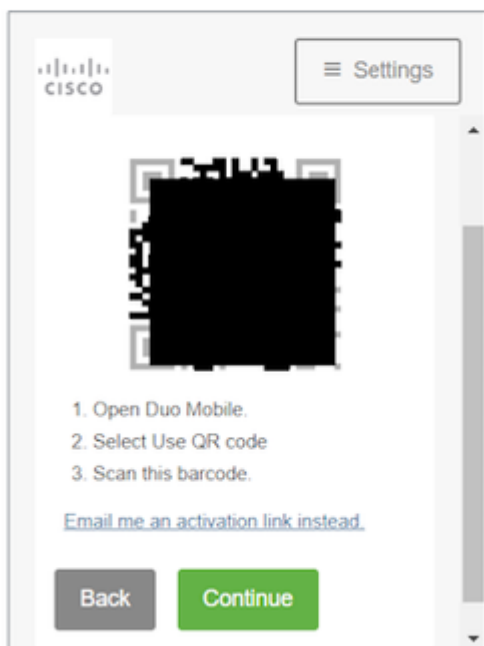 CISCO
≡ Settings
1. Open Duo Mobile.
2. Select Use QR code
3. Scan this barcode.
Email me an activation link instead.
Back
Continue